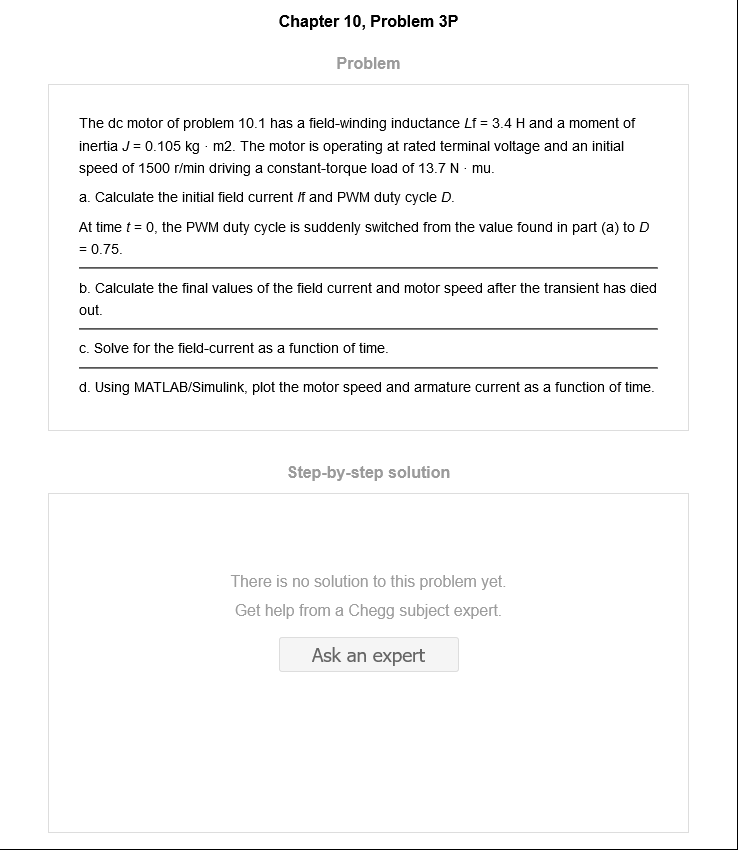 Chapter 10, Problem 3P
Problem
The dc motor of problem 10.1 has a field-winding inductance Lf = 3.4 H and a moment of
inertia J = 0.105 kg · m2. The motor is operating at rated terminal voltage and an initial
speed of 1500 r/min driving a constant-torque load of 13.7 N · mu.
a. Calculate the initial field current If and PWM duty cycle D.
At time t = 0, the PWM duty cycle is suddenly switched from the value found in part (a) to D
= 0.75.
b. Calculate the final values of the field current and motor speed after the transient has died
out.
c. Solve for the field-current as a function of time.
d. Using MATLAB/Simulink, plot the motor speed and armature current as a function of time.
Step-by-step solution
There is no solution to this problem yet.
Get help from a Chegg subject expert.
Ask an expert